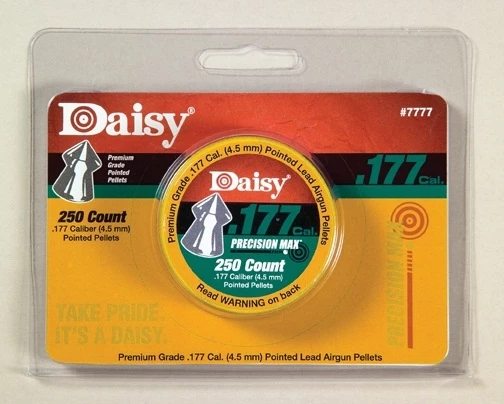 Daisy®
#7777
Premium
Grade
Pointed
Pellets
.177 Cal.
250 Count
.177 Caliber (4.5 mm)
Pointed Pellets
TAKE PRIDE.
IT'S A DAISY.
PRECISION MAX
Premium Grade .177 Cal. (4.5 mm) Pointed Lead Airgun Pellets
Premium Grade .177 Cal. (4.5 mm) Pointed Lead Airgun Pellets
Daisy®
.177 Cal.
PRECISION MAX
250 Count
.177 Caliber (4.5 mm)
Pointed Pellets
Read WARNING on back